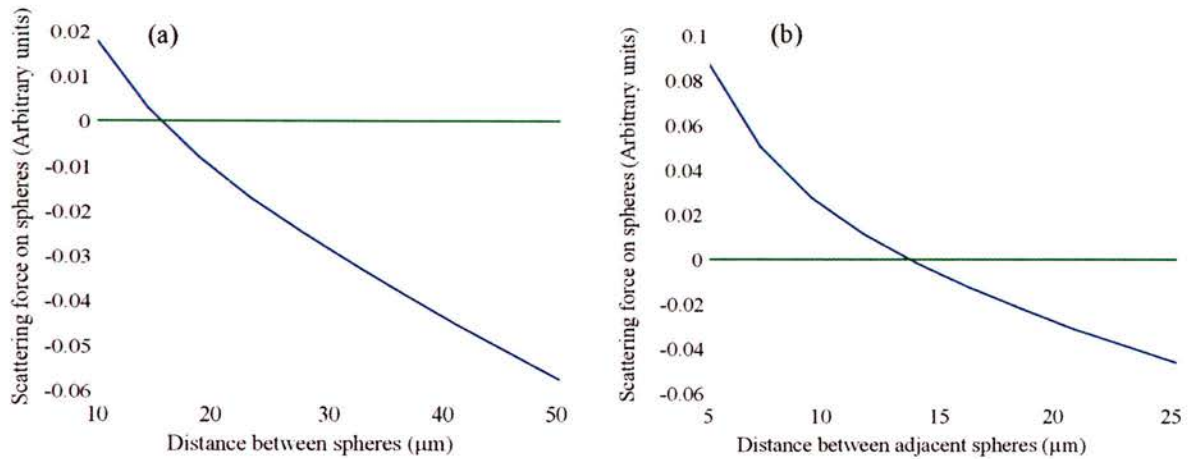 (a)
Scattering force on spheres (Arbitrary units)
0.02
0.01
0
-0.01
-0.02
-0.03
-0.04
-0.05
-0.06
10 20 30 40 50
Distance between spheres (µm)
(b)
Scattering force on spheres (Arbitrary units)
0.1
0.08
0.06
0.04
0.02
0
-0.02
-0.04
-0.06
5 10 15 20 25
Distance between adjacent spheres (µm)